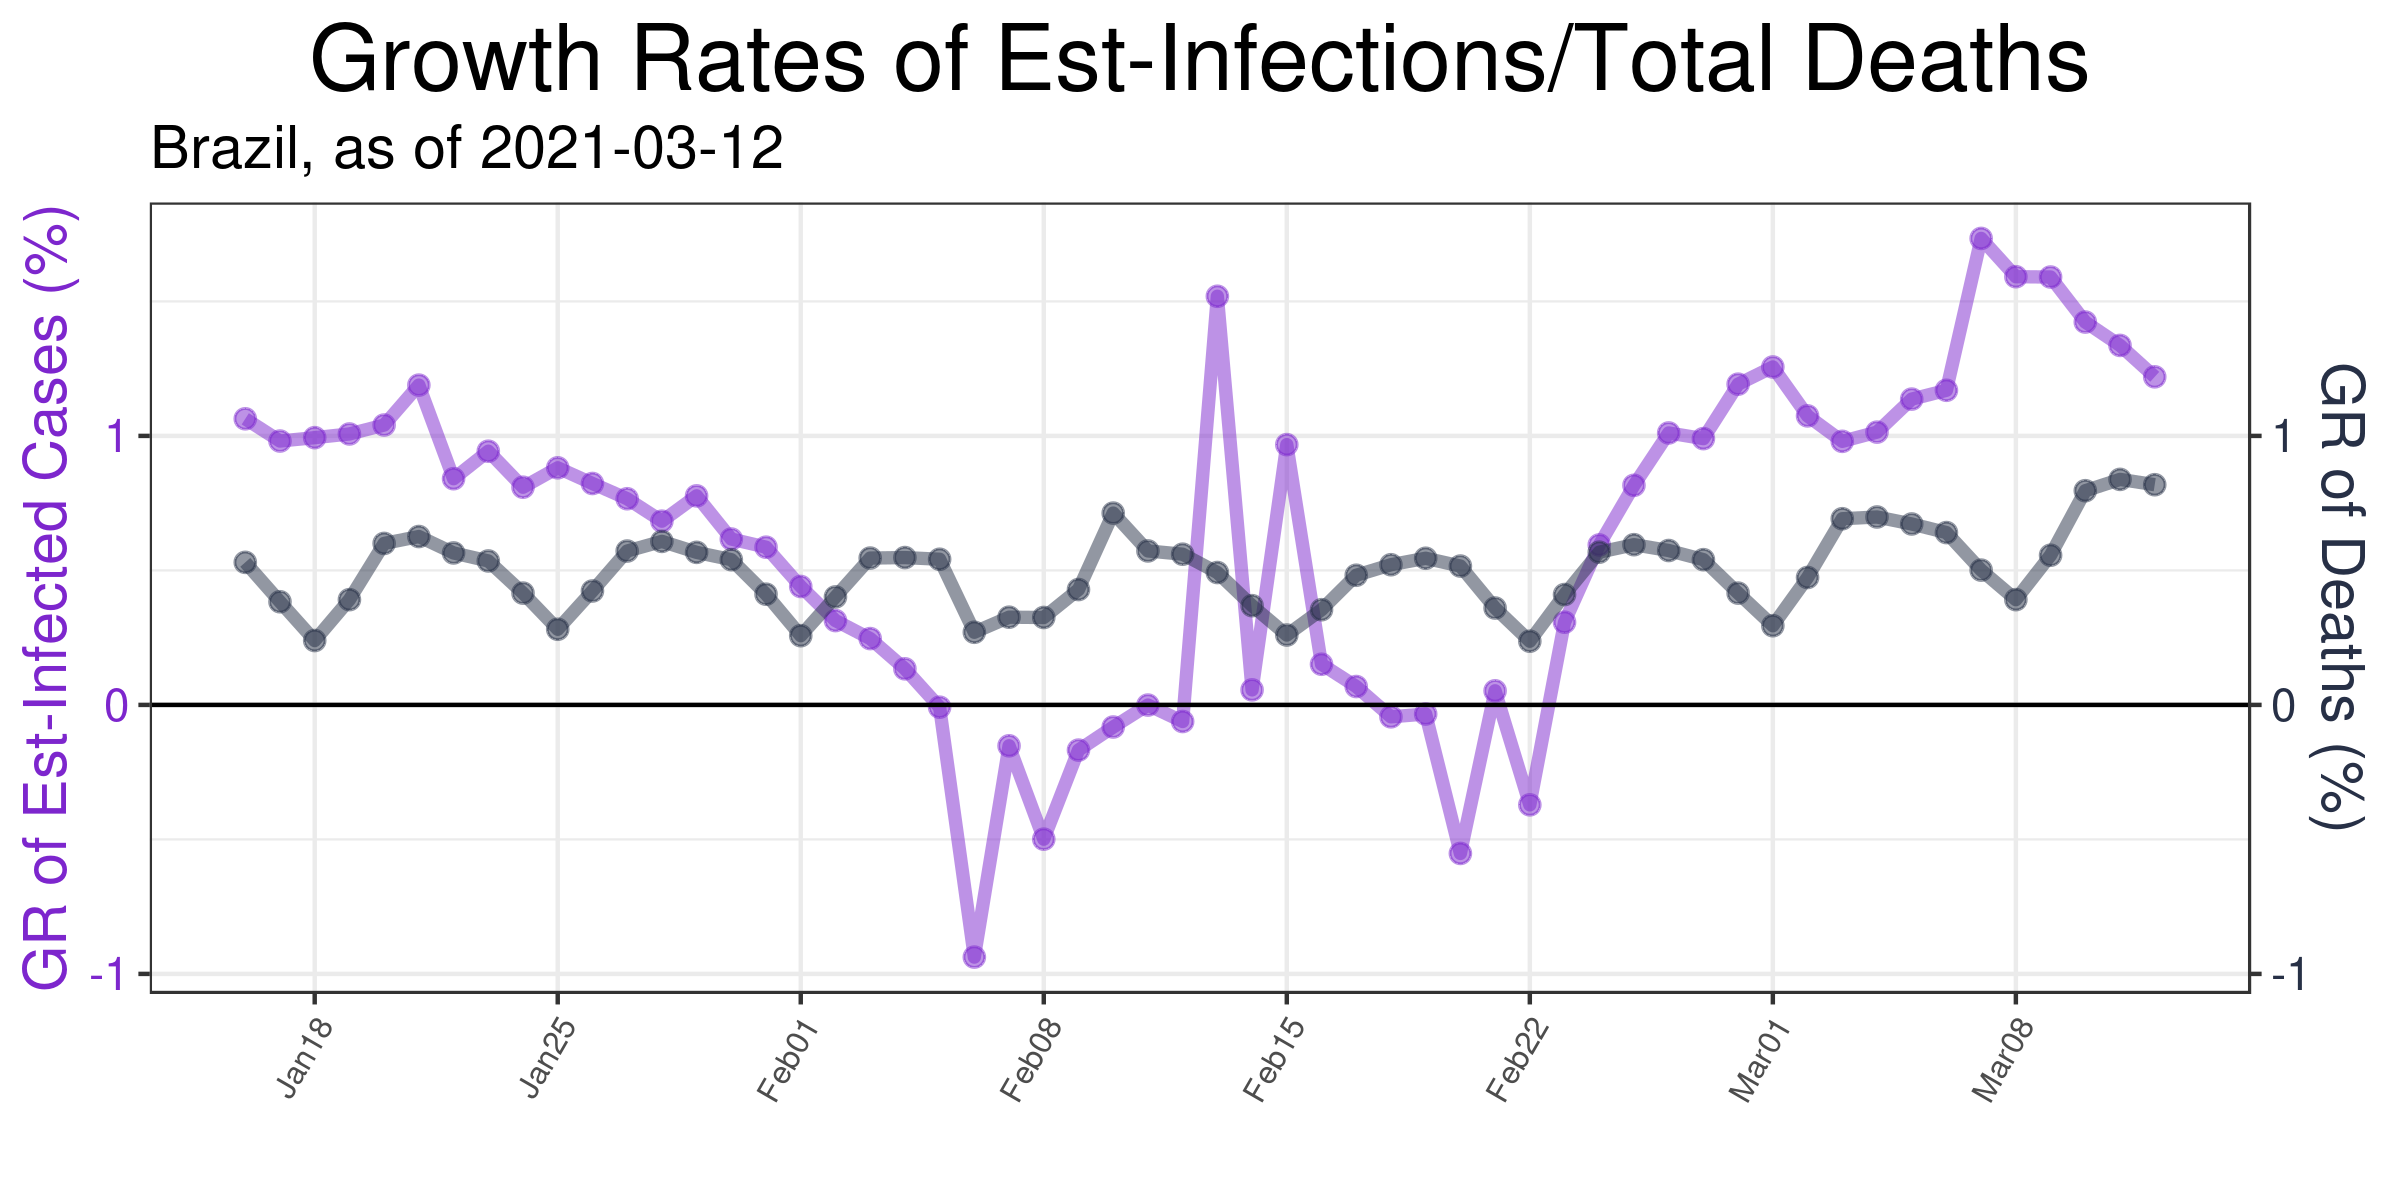 Growth Rates of Est-Infections/Total Deaths
Brazil, as of 2021-03-12
GR of Est-Infected Cases (%)
1
0
-1
GR of Deaths (%)
1
0
-1
Jan18
Jan25
Feb01
Feb08
Feb15
Feb22
Mar01
Mar08